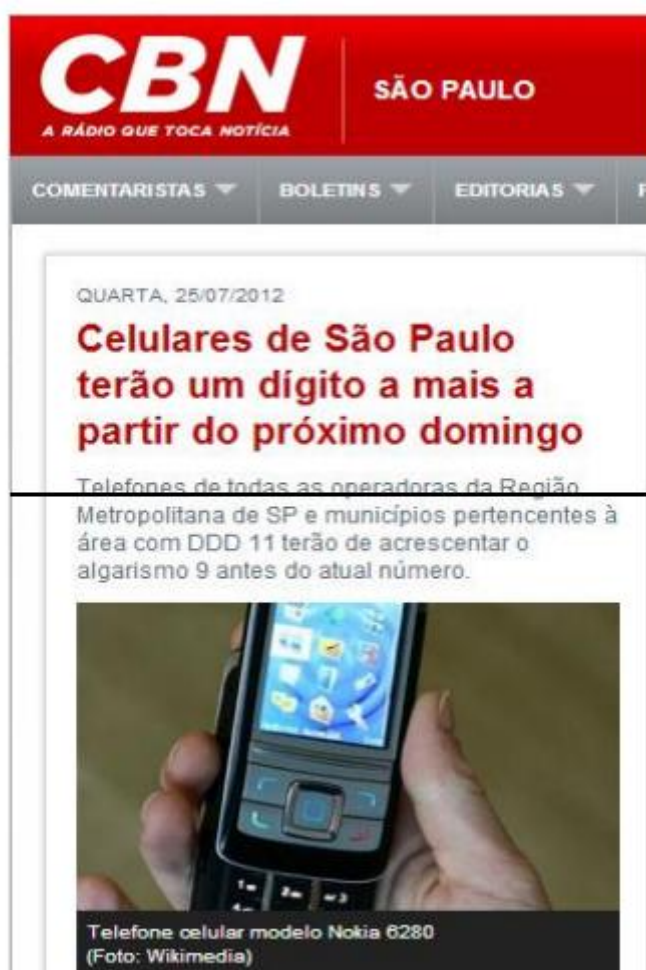 CBN
A RÁDIO QUE TOCA NOTÍCIA
SÃO PAULO
COMENTARISTAS
BOLETINS
EDITORIAS
QUARTA, 25/07/2012
Celulares de São Paulo
terão um dígito a mais a
partir do próximo domingo
Telefones de todas as operadoras da Região
Metropolitana de SP e municípios pertencentes à
área com DDD 11 terão de acrescentar o
algarismo 9 antes do atual número.
Telefone celular modelo Nokia 6280
(Foto: Wikimedia)